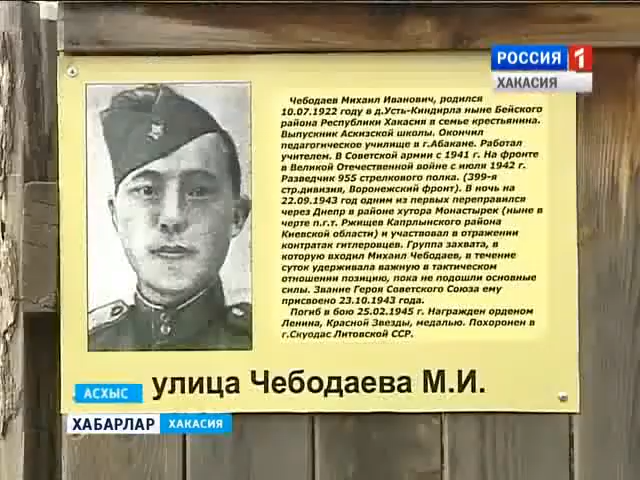 РОССИЯ 1
ХАКАСИЯ
Чебодаев Михаил Иванович, родился
10.07.1922 году в д.Усть-Киндирла ныне Бейского
района Республики Хакасия в семье крестьянина.
Выпускник Аскизской школы. Окончил
педагогическое училище в г.Абакане. Работал
учителем. В Советской армии с 1941 г. На фронте
в Великой Отечественной войне с июля 1942 г.
Разведчик 955 стрелкового полка. (399-я
стр.дивизия, Воронежский фронт). В ночь на
22.09.1943 год одним из первых переправился
через Днепр в районе хутора Монастырек (ныне в
черте п.г.т. Ржищев Капрлынского района
Киевской области) и участвовал в отражении
контратак гитлеровцев. Группа захвата, в
которую входил Михаил Чебодаев, в течение
суток удерживала важную в тактическом
отношении позицию, пока не подошли основные
силы. Звание Героя Советского Союза ему
присвоено 23.10.1943 года.
Погиб в бою 25.02.1945 г. Награжден орденом
Ленина, Красной Звезды, медалью. Похоронен в
г.Скуодас Литовской ССР.
улица Чебодаева М.И.
АСХЫС
ХАБАРЛАР ХАКАСИЯ